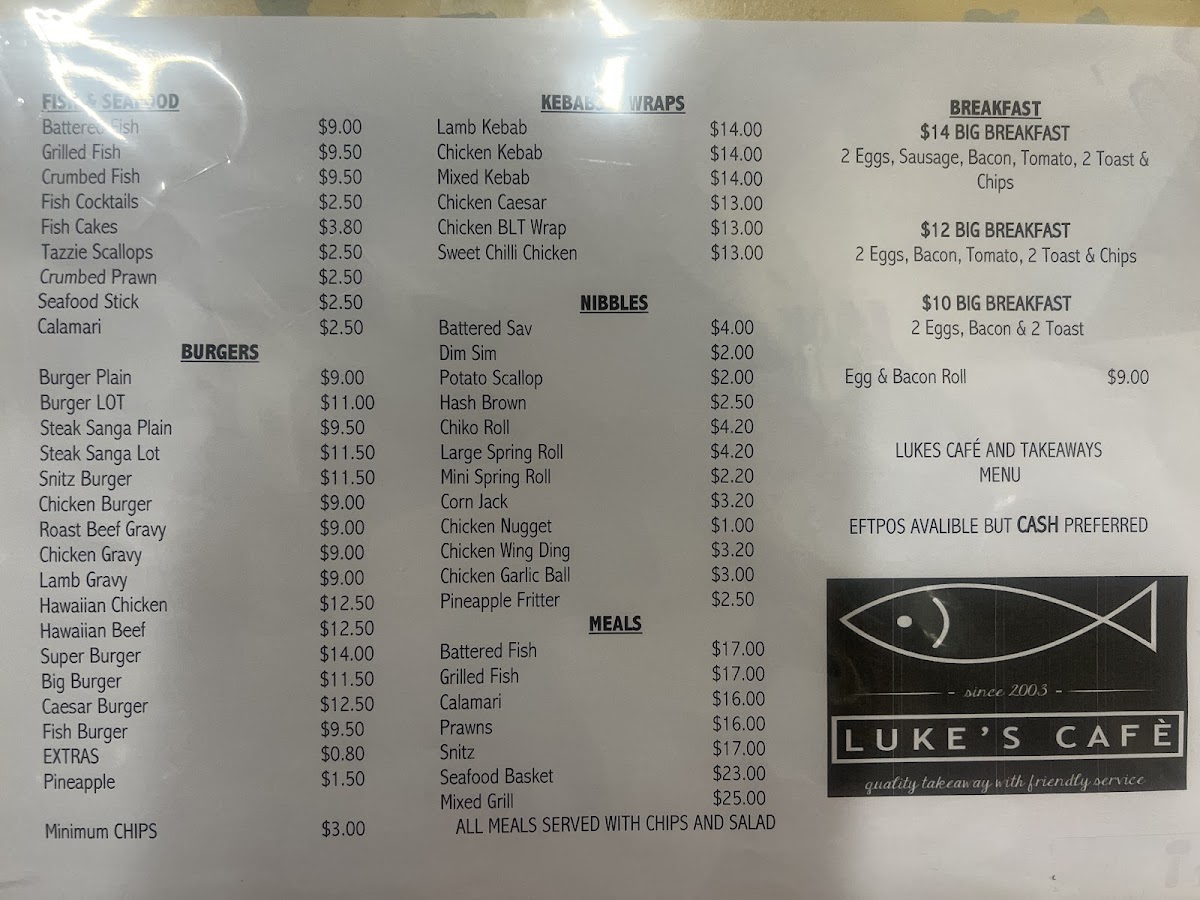 FISH & SEAFOOD
Battered Fish $9.00
Grilled Fish $9.50
Crumbed Fish $9.50
Fish Cocktails $2.50
Fish Cakes $3.80
Tazzie Scallops $2.50
Crumbed Prawn $2.50
Seafood Stick $2.50
Calamari $2.50
BURGERS
Burger Plain $9.00
Burger LOT $11.00
Steak Sanga Plain $9.50
Steak Sanga Lot $11.50
Snitz Burger $11.50
Chicken Burger $9.00
Roast Beef Gravy $9.00
Chicken Gravy $9.00
Lamb Gravy $9.00
Hawaiian Chicken $12.50
Hawaiian Beef $12.50
Super Burger $14.00
Big Burger $11.50
Caesar Burger $12.50
Fish Burger $9.50
EXTRAS $0.80
Pineapple $1.50
Minimum CHIPS $3.00
KEBABS WRAPS
Lamb Kebab $14.00
Chicken Kebab $14.00
Mixed Kebab $14.00
Chicken Caesar $13.00
Chicken BLT Wrap $13.00
Sweet Chilli Chicken $13.00
NIBBLES
Battered Sav $4.00
Dim Sim $2.00
Potato Scallop $2.00
Hash Brown $2.50
Chiko Roll $4.20
Large Spring Roll $4.20
Mini Spring Roll $2.20
Corn Jack $3.20
Chicken Nugget $1.00
Chicken Wing Ding $3.20
Chicken Garlic Ball $3.00
Pineapple Fritter $2.50
MEALS
Battered Fish $17.00
Grilled Fish $17.00
Calamari $16.00
Prawns $16.00
Snitz $17.00
Seafood Basket $23.00
Mixed Grill $25.00
ALL MEALS SERVED WITH CHIPS AND SALAD
BREAKFAST
$14 BIG BREAKFAST
2 Eggs, Sausage, Bacon, Tomato, 2 Toast &
Chips
$12 BIG BREAKFAST
2 Eggs, Bacon, Tomato, 2 Toast & Chips
$10 BIG BREAKFAST
2 Eggs, Bacon & 2 Toast
Egg & Bacon Roll $9.00
LUKES CAFÉ AND TAKEAWAYS
MENU
EFTPOS AVALIBLE BUT CASH PREFERRED
- since 2003 -
LUKE'S CAFÈ
quality takeaway with friendly service